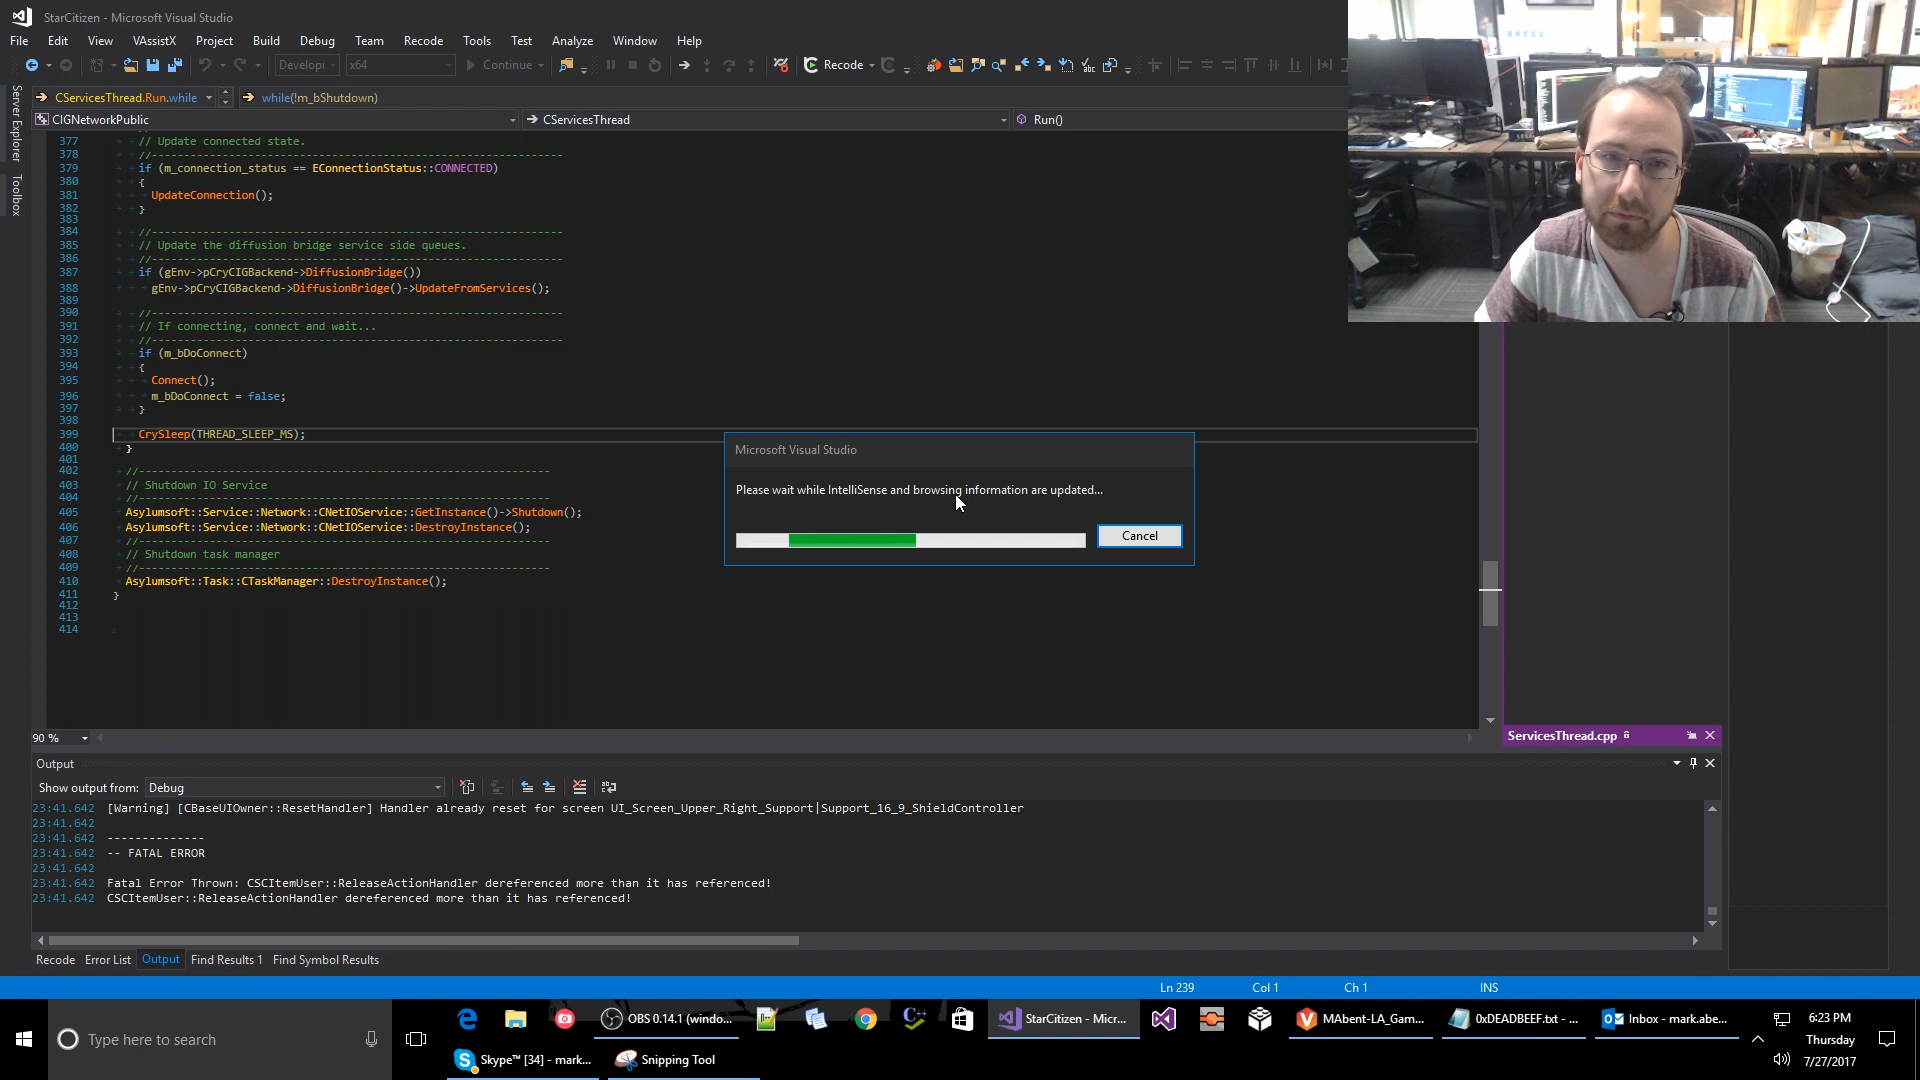 StarCitizen - Microsoft Visual Studio
File Edit View VAssistX Project Build Debug Team Recode Tools Test Analyze Window Help
Develop x64 Continue Recode
CServicesThread.Run.while while(!m_bShutdown)
CIGNetworkPublic CServicesThread Run()
Server Explorer
Toolbox
377 // Update connected state.
378 //----------------------------------------------------------------
379 if (m_connection_status == EConnectionStatus::CONNECTED)
380 {
381 UpdateConnection();
382 }
383
384 //----------------------------------------------------------------
385 // Update the diffusion bridge service side queues.
386 //----------------------------------------------------------------
387 if (gEnv->pCryCIGBackend->DiffusionBridge())
388 gEnv->pCryCIGBackend->DiffusionBridge()->UpdateFromServices();
389
390 //----------------------------------------------------------------
391 // If connecting, connect and wait...
392 //----------------------------------------------------------------
393 if (m_bDoConnect)
394 {
395 Connect();
396 m_bDoConnect = false;
397 }
398
399 CrySleep(THREAD_SLEEP_MS);
400 }
401
402 //----------------------------------------------------------------
403 // Shutdown IO Service
404 //----------------------------------------------------------------
405 Asylumsoft::Service::Network::CNetIOService::GetInstance()->Shutdown();
406 Asylumsoft::Service::Network::CNetIOService::DestroyInstance();
407 //----------------------------------------------------------------
408 // Shutdown task manager
409 //----------------------------------------------------------------
410 Asylumsoft::Task::CTaskManager::DestroyInstance();
411 }
412
413
414
Microsoft Visual Studio
Please wait while IntelliSense and browsing information are updated...
Cancel
90 %
ServicesThread.cpp
Output
Show output from: Debug
23:41.642 [Warning] [CBaseUIOwner::ResetHandler] Handler already reset for screen UI_Screen_Upper_Right_Support|Support_16_9_ShieldController
23:41.642
23:41.642 --------------
23:41.642 -- FATAL ERROR
23:41.642
23:41.642 Fatal Error Thrown: CSCItemUser::ReleaseActionHandler dereferenced more than it has referenced!
23:41.642 CSCItemUser::ReleaseActionHandler dereferenced more than it has referenced!
Recode Error List Output Find Results 1 Find Symbol Results
Ln 239 Col 1 Ch 1 INS
Type here to search
OBS 0.14.1 (windo... StarCitizen - Micr... MAbent-LA_Gam... 0xDEADBEEF.txt - ... Inbox - mark.abe...
6:23 PM
Thursday
7/27/2017
Skype™ [34] - mark... Snipping Tool